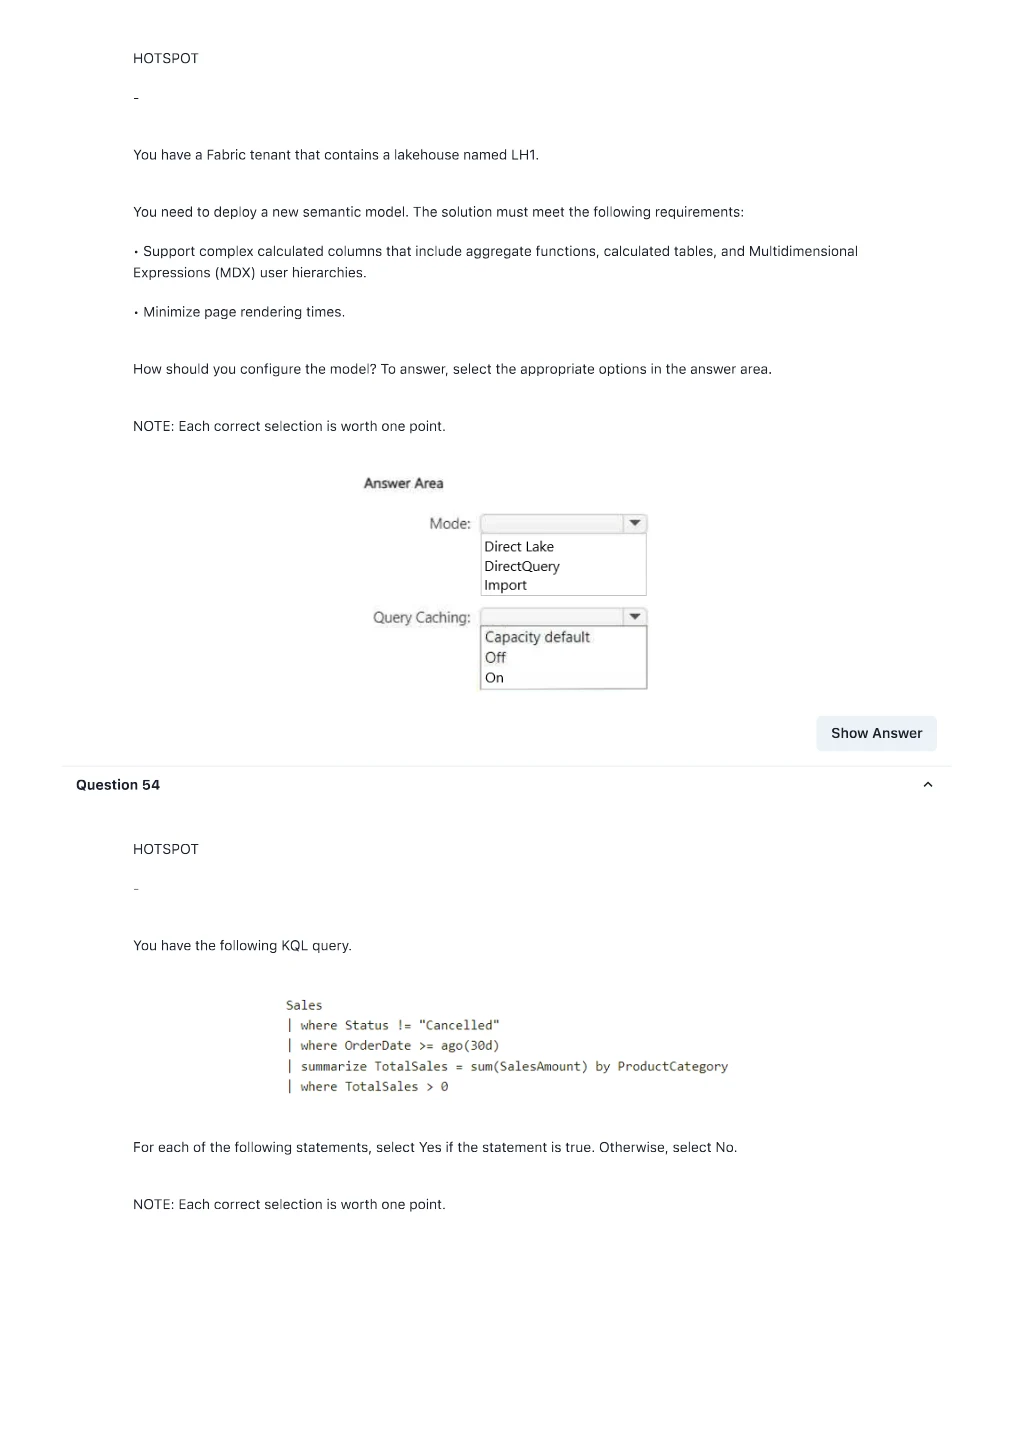 HOTSPOT
-
You have a Fabric tenant that contains a lakehouse named LH1.
You need to deploy a new semantic model. The solution must meet the following requirements:
• Support complex calculated columns that include aggregate functions, calculated tables, and Multidimensional
Expressions (MDX) user hierarchies.
• Minimize page rendering times.
How should you configure the model? To answer, select the appropriate options in the answer area.
NOTE: Each correct selection is worth one point.
Answer Area
Mode:
Direct Lake
DirectQuery
Import
Query Caching:
Capacity default
Off
On
Show Answer
Question 54
HOTSPOT
-
You have the following KQL query.
Sales
| where Status != "Cancelled"
| where OrderDate >= ago(30d)
| summarize TotalSales = sum(SalesAmount) by ProductCategory
| where TotalSales > 0
For each of the following statements, select Yes if the statement is true. Otherwise, select No.
NOTE: Each correct selection is worth one point.